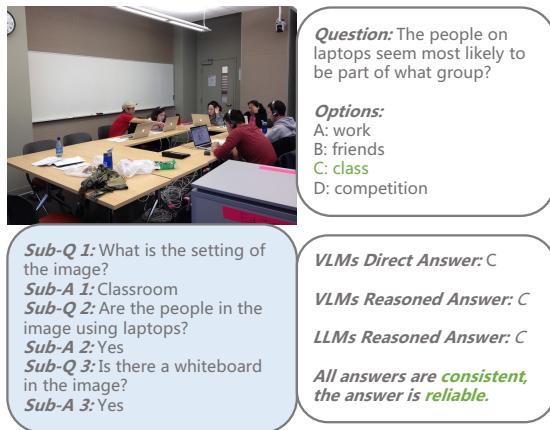 Question: The people on
laptops seem most likely to
be part of what group?
Options:
A: work
B: friends
C: class
D: competition
Sub-Q 1: What is the setting of
the image?
Sub-A 1: Classroom
Sub-Q 2: Are the people in the
image using laptops?
Sub-A 2: Yes
Sub-Q 3: Is there a whiteboard
in the image?
Sub-A 3: Yes
VLMs Direct Answer: C
VLMs Reasoned Answer: C
LLMs Reasoned Answer: C
All answers are consistent,
the answer is reliable.